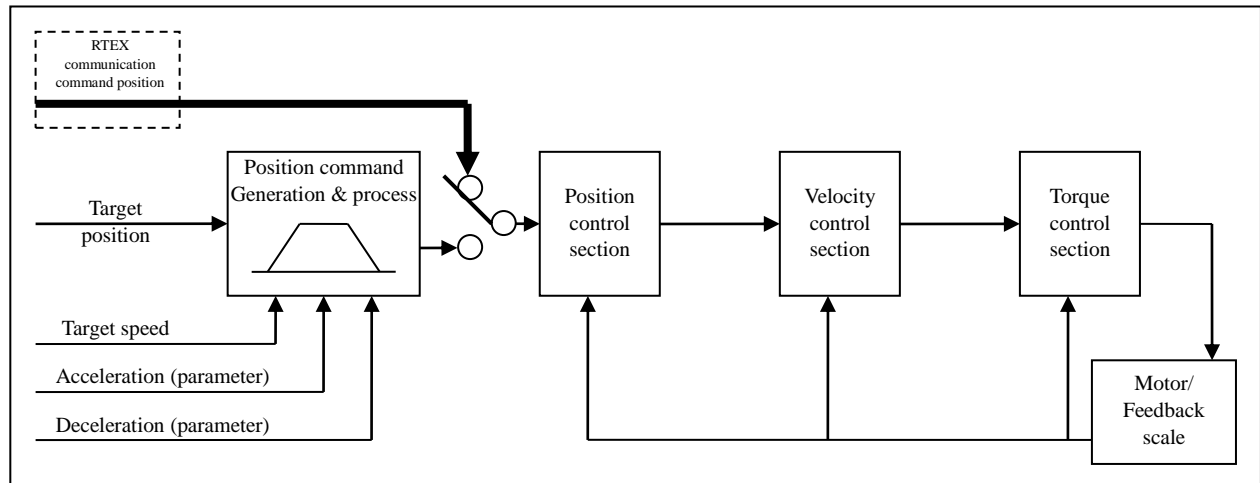 RTEX
communication
command position
Position command
Generation & process
Target
position
Target speed
Acceleration (parameter)
Deceleration (parameter)
Position
control
section
Velocity
control
section
Torque
control
section
Motor/
Feedback
scale